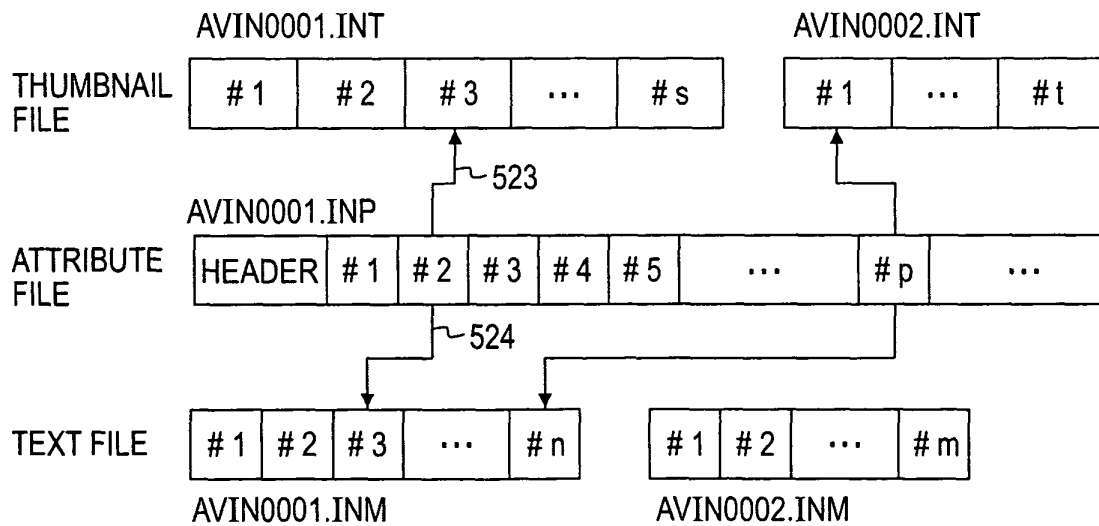 AVIN0001.INT AVIN0002.INT
THUMBNAIL FILE
# 1 # 2 # 3 ... # s # 1 ... # t
523
AVIN0001.INP
ATTRIBUTE FILE
HEADER # 1 # 2 # 3 # 4 # 5 ... # p ...
524
TEXT FILE
# 1 # 2 # 3 ... # n # 1 # 2 ... # m
AVIN0001.INM AVIN0002.INM